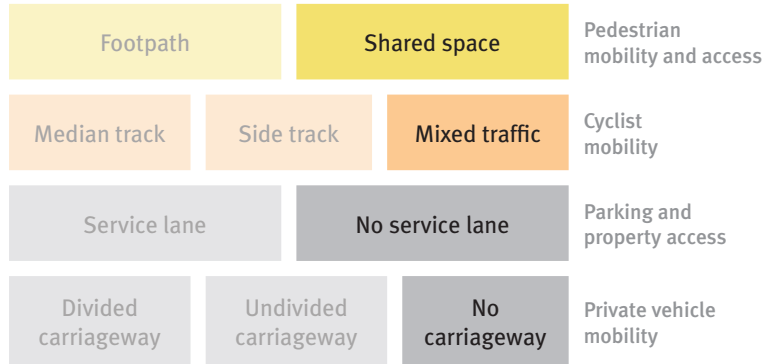 Footpath
Shared space
Pedestrian
mobility and access
Median track
Side track
Mixed traffic
Cyclist
mobility
Service lane
No service lane
Parking and
property access
Divided
carriageway
Undivided
carriageway
No
carriageway
Private vehicle
mobility